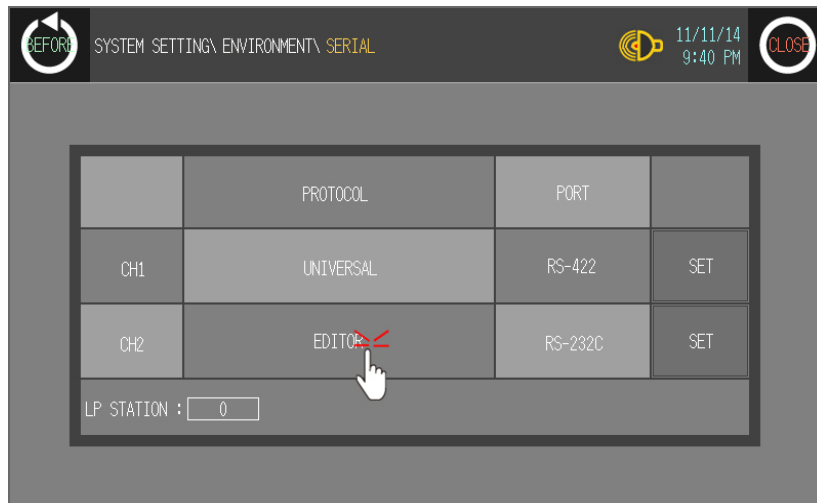 BEFORE
SYSTEM SETTING\ ENVIRONMENT\ SERIAL
11/11/14
9:40 PM
CLOSE
PROTOCOL PORT
CH1 UNIVERSAL RS-422 SET
CH2 EDITOR RS-232C SET
LP STATION : 0